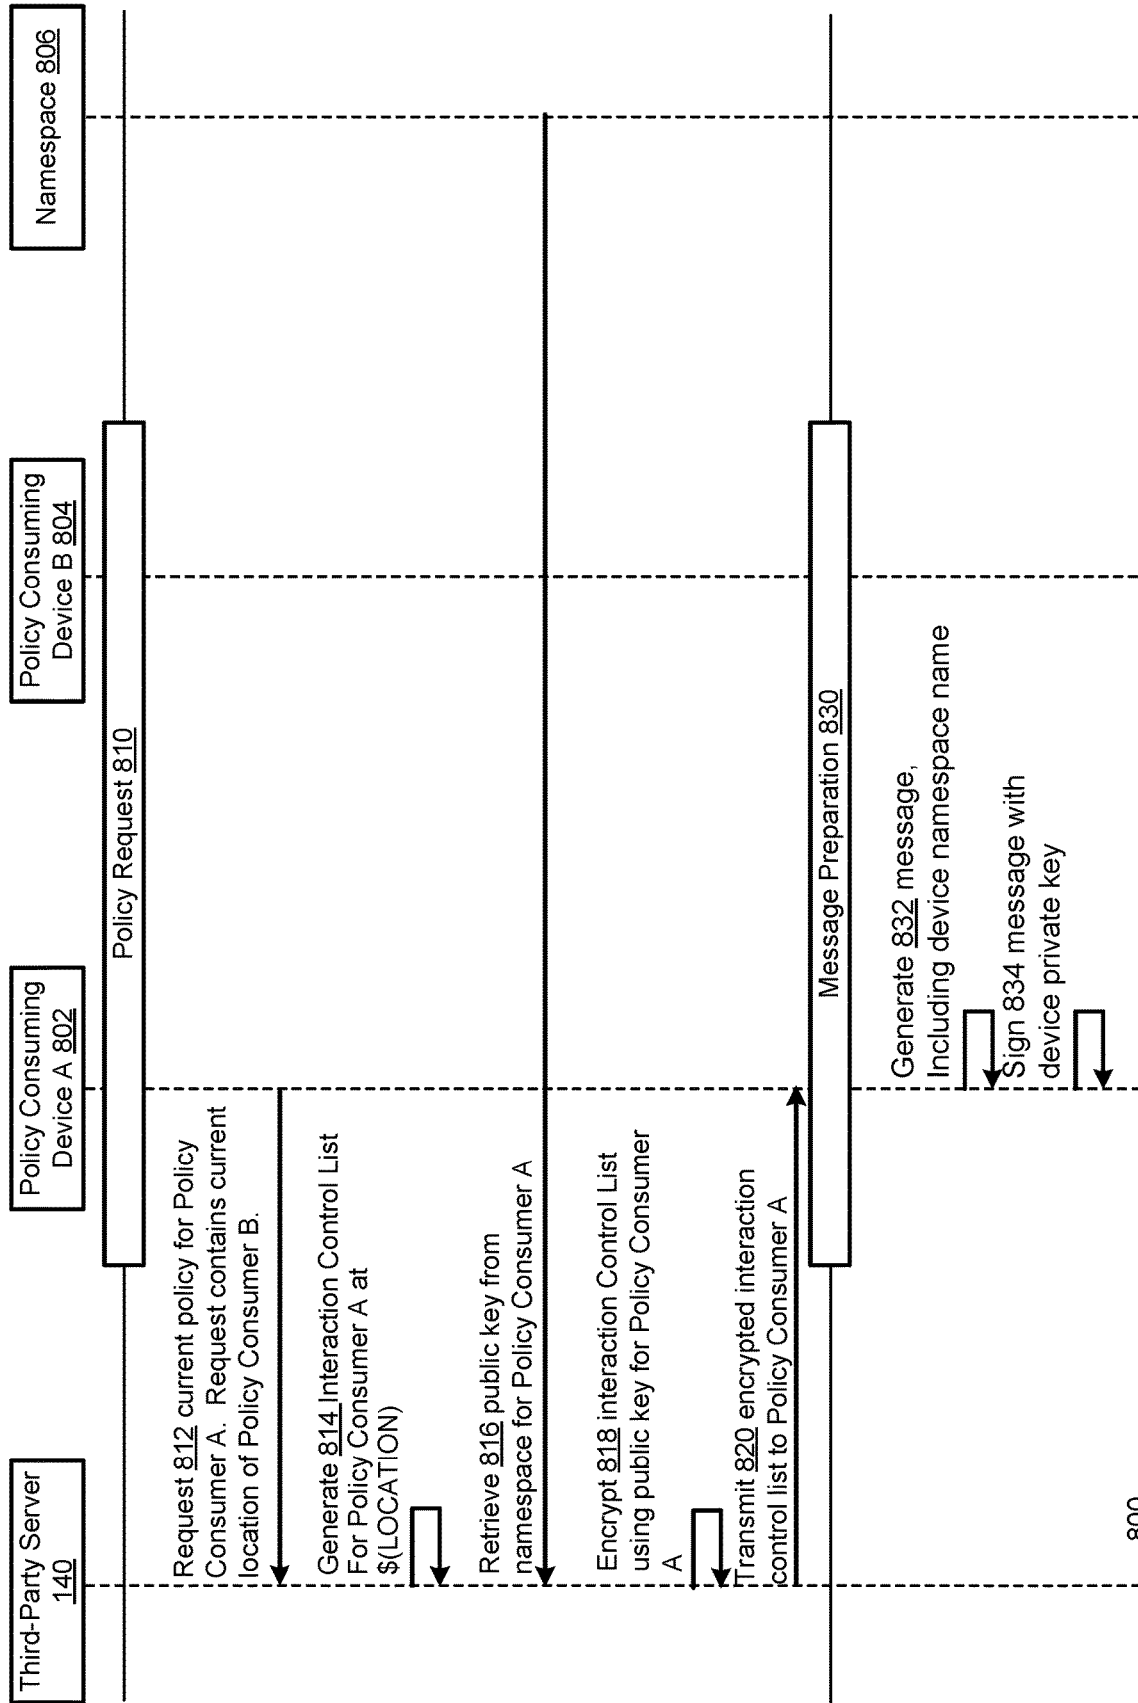 Third-Party Server
140
Policy Consuming
Device A 802
Policy Consuming
Device B 804
Namespace 806
Policy Request 810
Request 812 current policy for Policy
Consumer A. Request contains current
location of Policy Consumer B.
Generate 814 Interaction Control List
For Policy Consumer A at
$(LOCATION)
Retrieve 816 public key from
namespace for Policy Consumer A
Encrypt 818 interaction Control List
using public key for Policy Consumer
A
Transmit 820 encrypted interaction
control list to Policy Consumer A
Message Preparation 830
Generate 832 message,
Including device namespace name
Sign 834 message with
device private key
800